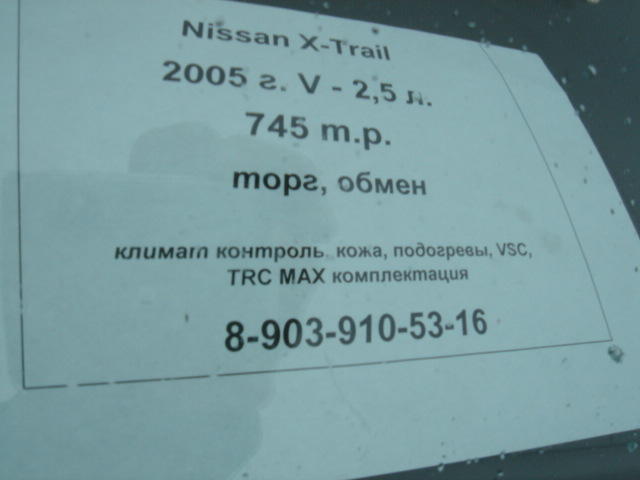 Nissan X-Trail
2005 г. V - 2,5 л.
745 т.р.
торг, обмен
климат контроль, кожа, подогревы, VSC,
TRC MAX комплектация
8-903-910-53-16